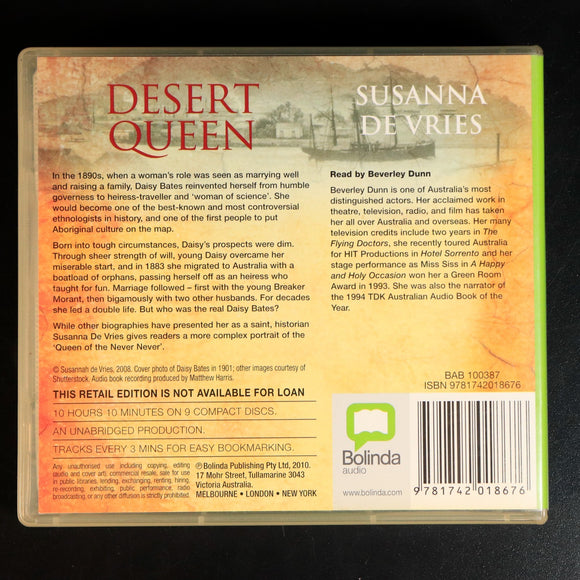 DESERT
QUEEN
SUSANNA
DE VRIES
In the 1890s, when a woman's role was seen as marrying well
and raising a family, Daisy Bates reinvented herself from humble
governess to heiress-traveller and 'woman of science'. She
would become one of the best-known and most controversial
ethnologists in history, and one of the first people to put
Aboriginal culture on the map.
Born into tough circumstances, Daisy's prospects were dim.
Through sheer strength of will, young Daisy overcame her
miserable start, and in 1883 she migrated to Australia with a
boatload of orphans, passing herself off as an heiress who
taught for fun. Marriage followed – first with the young Breaker
Morant, then bigamously with two other husbands. For decades
she led a double life. But who was the real Daisy Bates?
While other biographies have presented her as a saint, historian
Susanna De Vries gives readers a more complex portrait of
the 'Queen of the Never Never'.
© Susannah de Vries, 2008. Cover photo of Daisy Bates in 1901; other images courtesy of
Shutterstock. Audio book recording produced by Matthew Harris.
THIS RETAIL EDITION IS NOT AVAILABLE FOR LOAN
10 HOURS 10 MINUTES ON 9 COMPACT DISCS.
AN UNABRIDGED PRODUCTION.
TRACKS EVERY 3 MINS FOR EASY BOOKMARKING.
Any unauthorised use including copying, editing
audio and cover art, commercial resale, sale for use
in public libraries, lending, exchanging, renting, hiring,
re-recording, exhibiting, public performance, radio
broadcasting, or any other diffusion is strictly prohibited.
℗ Bolinda Publishing Pty Ltd, 2010.
17 Mohr Street, Tullamarine 3043
Victoria Australia.
MELBOURNE • LONDON • NEW YORK
Read by Beverley Dunn
Beverley Dunn is one of Australia's most
distinguished actors. Her acclaimed work in
theatre, television, radio, and film has taken
her all over Australia and overseas. Her many
television credits include two years in The
Flying Doctors, she recently toured Australia
for HIT Productions in Hotel Sorrento and her
stage performance as Miss Siss in A Happy
and Holy Occasion won her a Green Room
Award in 1993. She was also the narrator of
the 1994 TDK Australian Audio Book of the
Year.
BAB 100387
ISBN 9781742018676
Bolinda
audio
www.bolinda.com
9 781742 018676